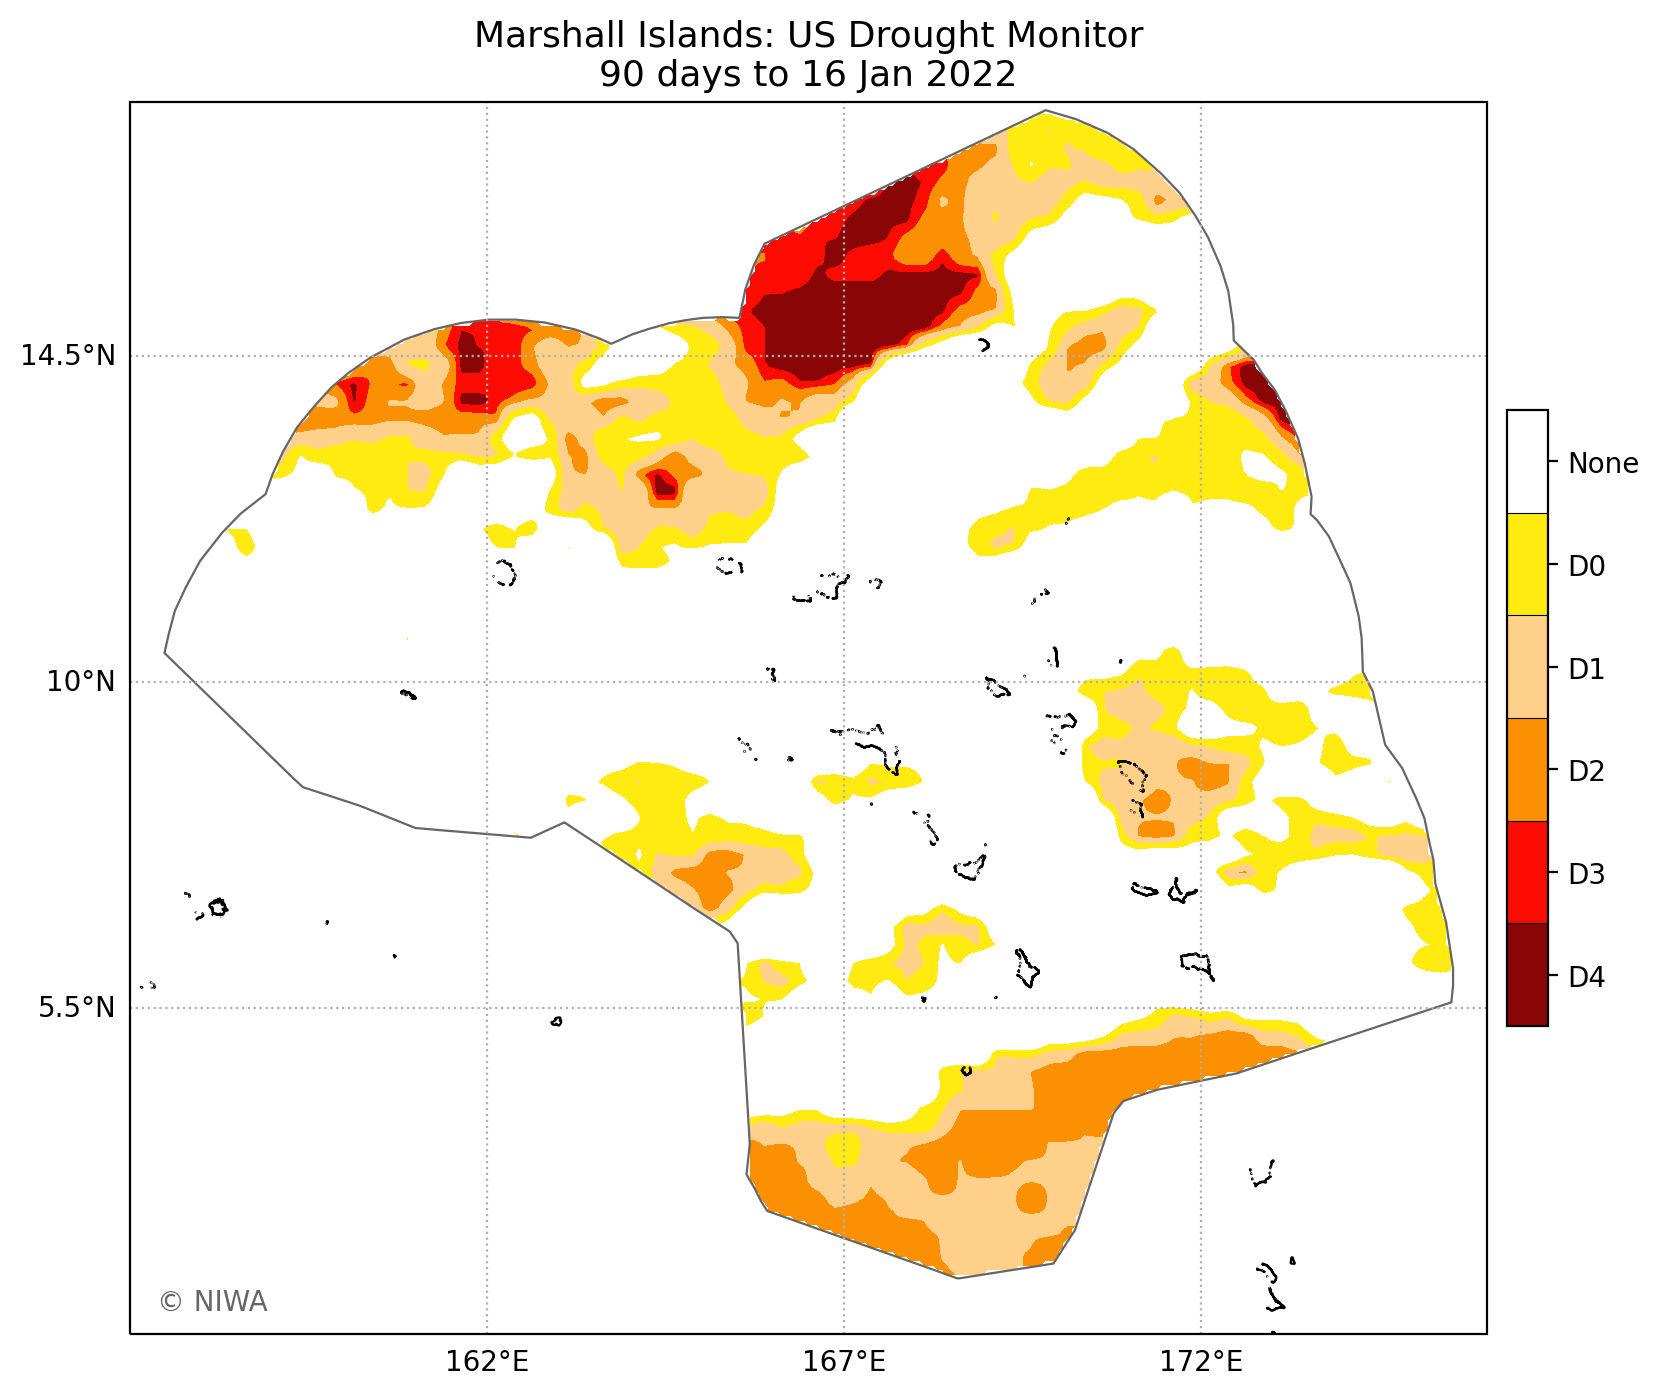 Marshall Islands: US Drought Monitor
90 days to 16 Jan 2022
14.5°N
10°N
5.5°N
162°E
167°E
172°E
None
D0
D1
D2
D3
D4
© NIWA